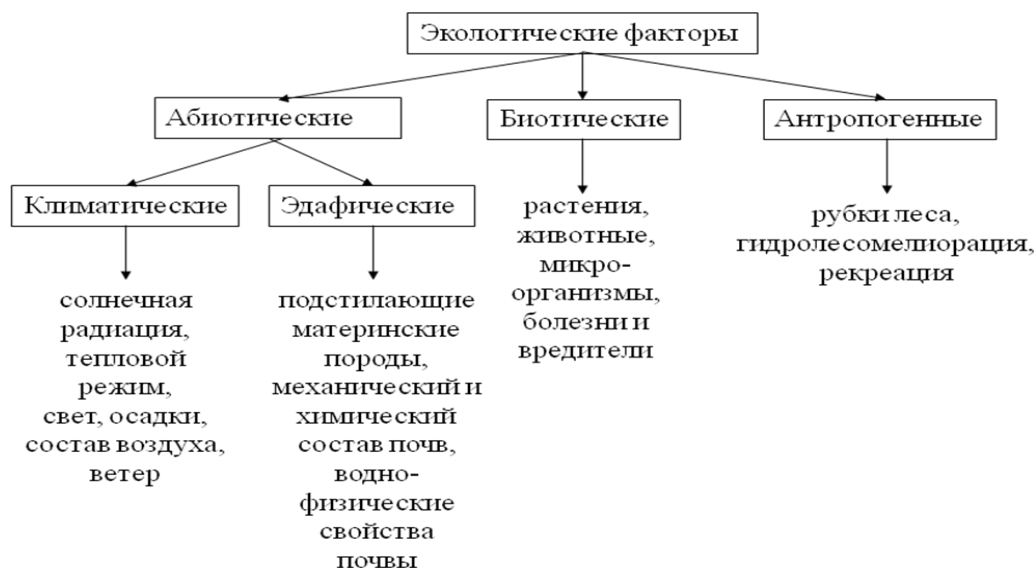 Экологические факторы
Абиотические
Биотические
Антропогенные
Климатические
Эдафические
растения,
животные,
микро-
организмы,
болезни и
вредители
рубки леса,
гидролесомелиорация,
рекреация
солнечная
радиация,
тепловой
режим,
свет, осадки,
состав воздуха,
ветер
подстилающие
материнские
породы,
механический и
химический
состав почв,
водно-
физические
свойства
почвы